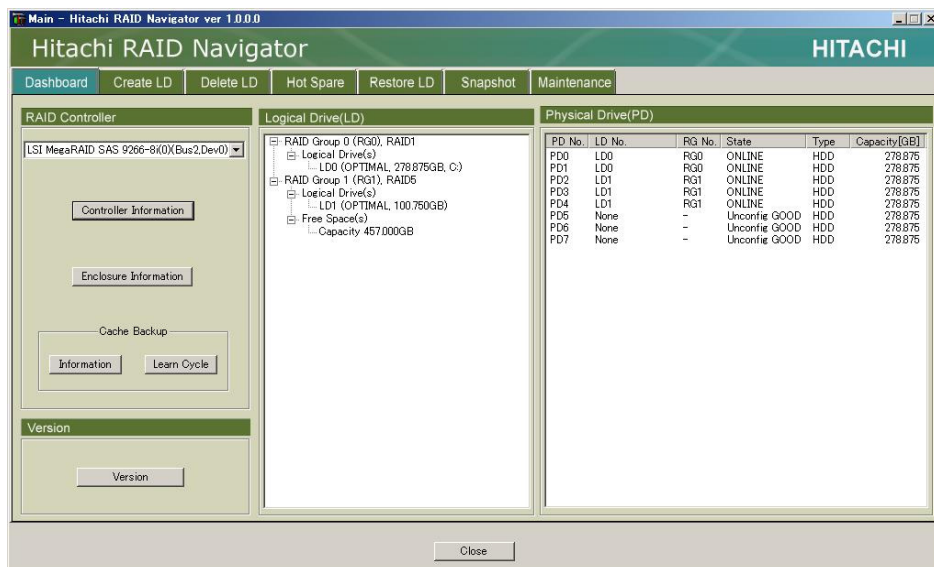 Main - Hitachi RAID Navigator ver 1.0.0.0
Hitachi RAID Navigator
HITACHI
Dashboard Create LD Delete LD Hot Spare Restore LD Snapshot Maintenance
RAID Controller
LSI MegaRAID SAS 9266-8i(0)(Bus2,Dev0)
Controller Information
Enclosure Information
Cache Backup
Information Learn Cycle
Version
Version
Logical Drive(LD)
RAID Group 0 (RG0), RAID1
Logical Drive(s)
LD0 (OPTIMAL, 278.875GB, C:)
RAID Group 1 (RG1), RAID5
Logical Drive(s)
LD1 (OPTIMAL, 100.750GB)
Free Space(s)
Capacity 457.000GB
Physical Drive(PD)
PD No. LD No. RG No. State Type Capacity[GB]
PD0 LD0 RG0 ONLINE HDD 278.875
PD1 LD0 RG0 ONLINE HDD 278.875
PD2 LD1 RG1 ONLINE HDD 278.875
PD3 LD1 RG1 ONLINE HDD 278.875
PD4 LD1 RG1 ONLINE HDD 278.875
PD5 None - Unconfig GOOD HDD 278.875
PD6 None - Unconfig GOOD HDD 278.875
PD7 None - Unconfig GOOD HDD 278.875
Close